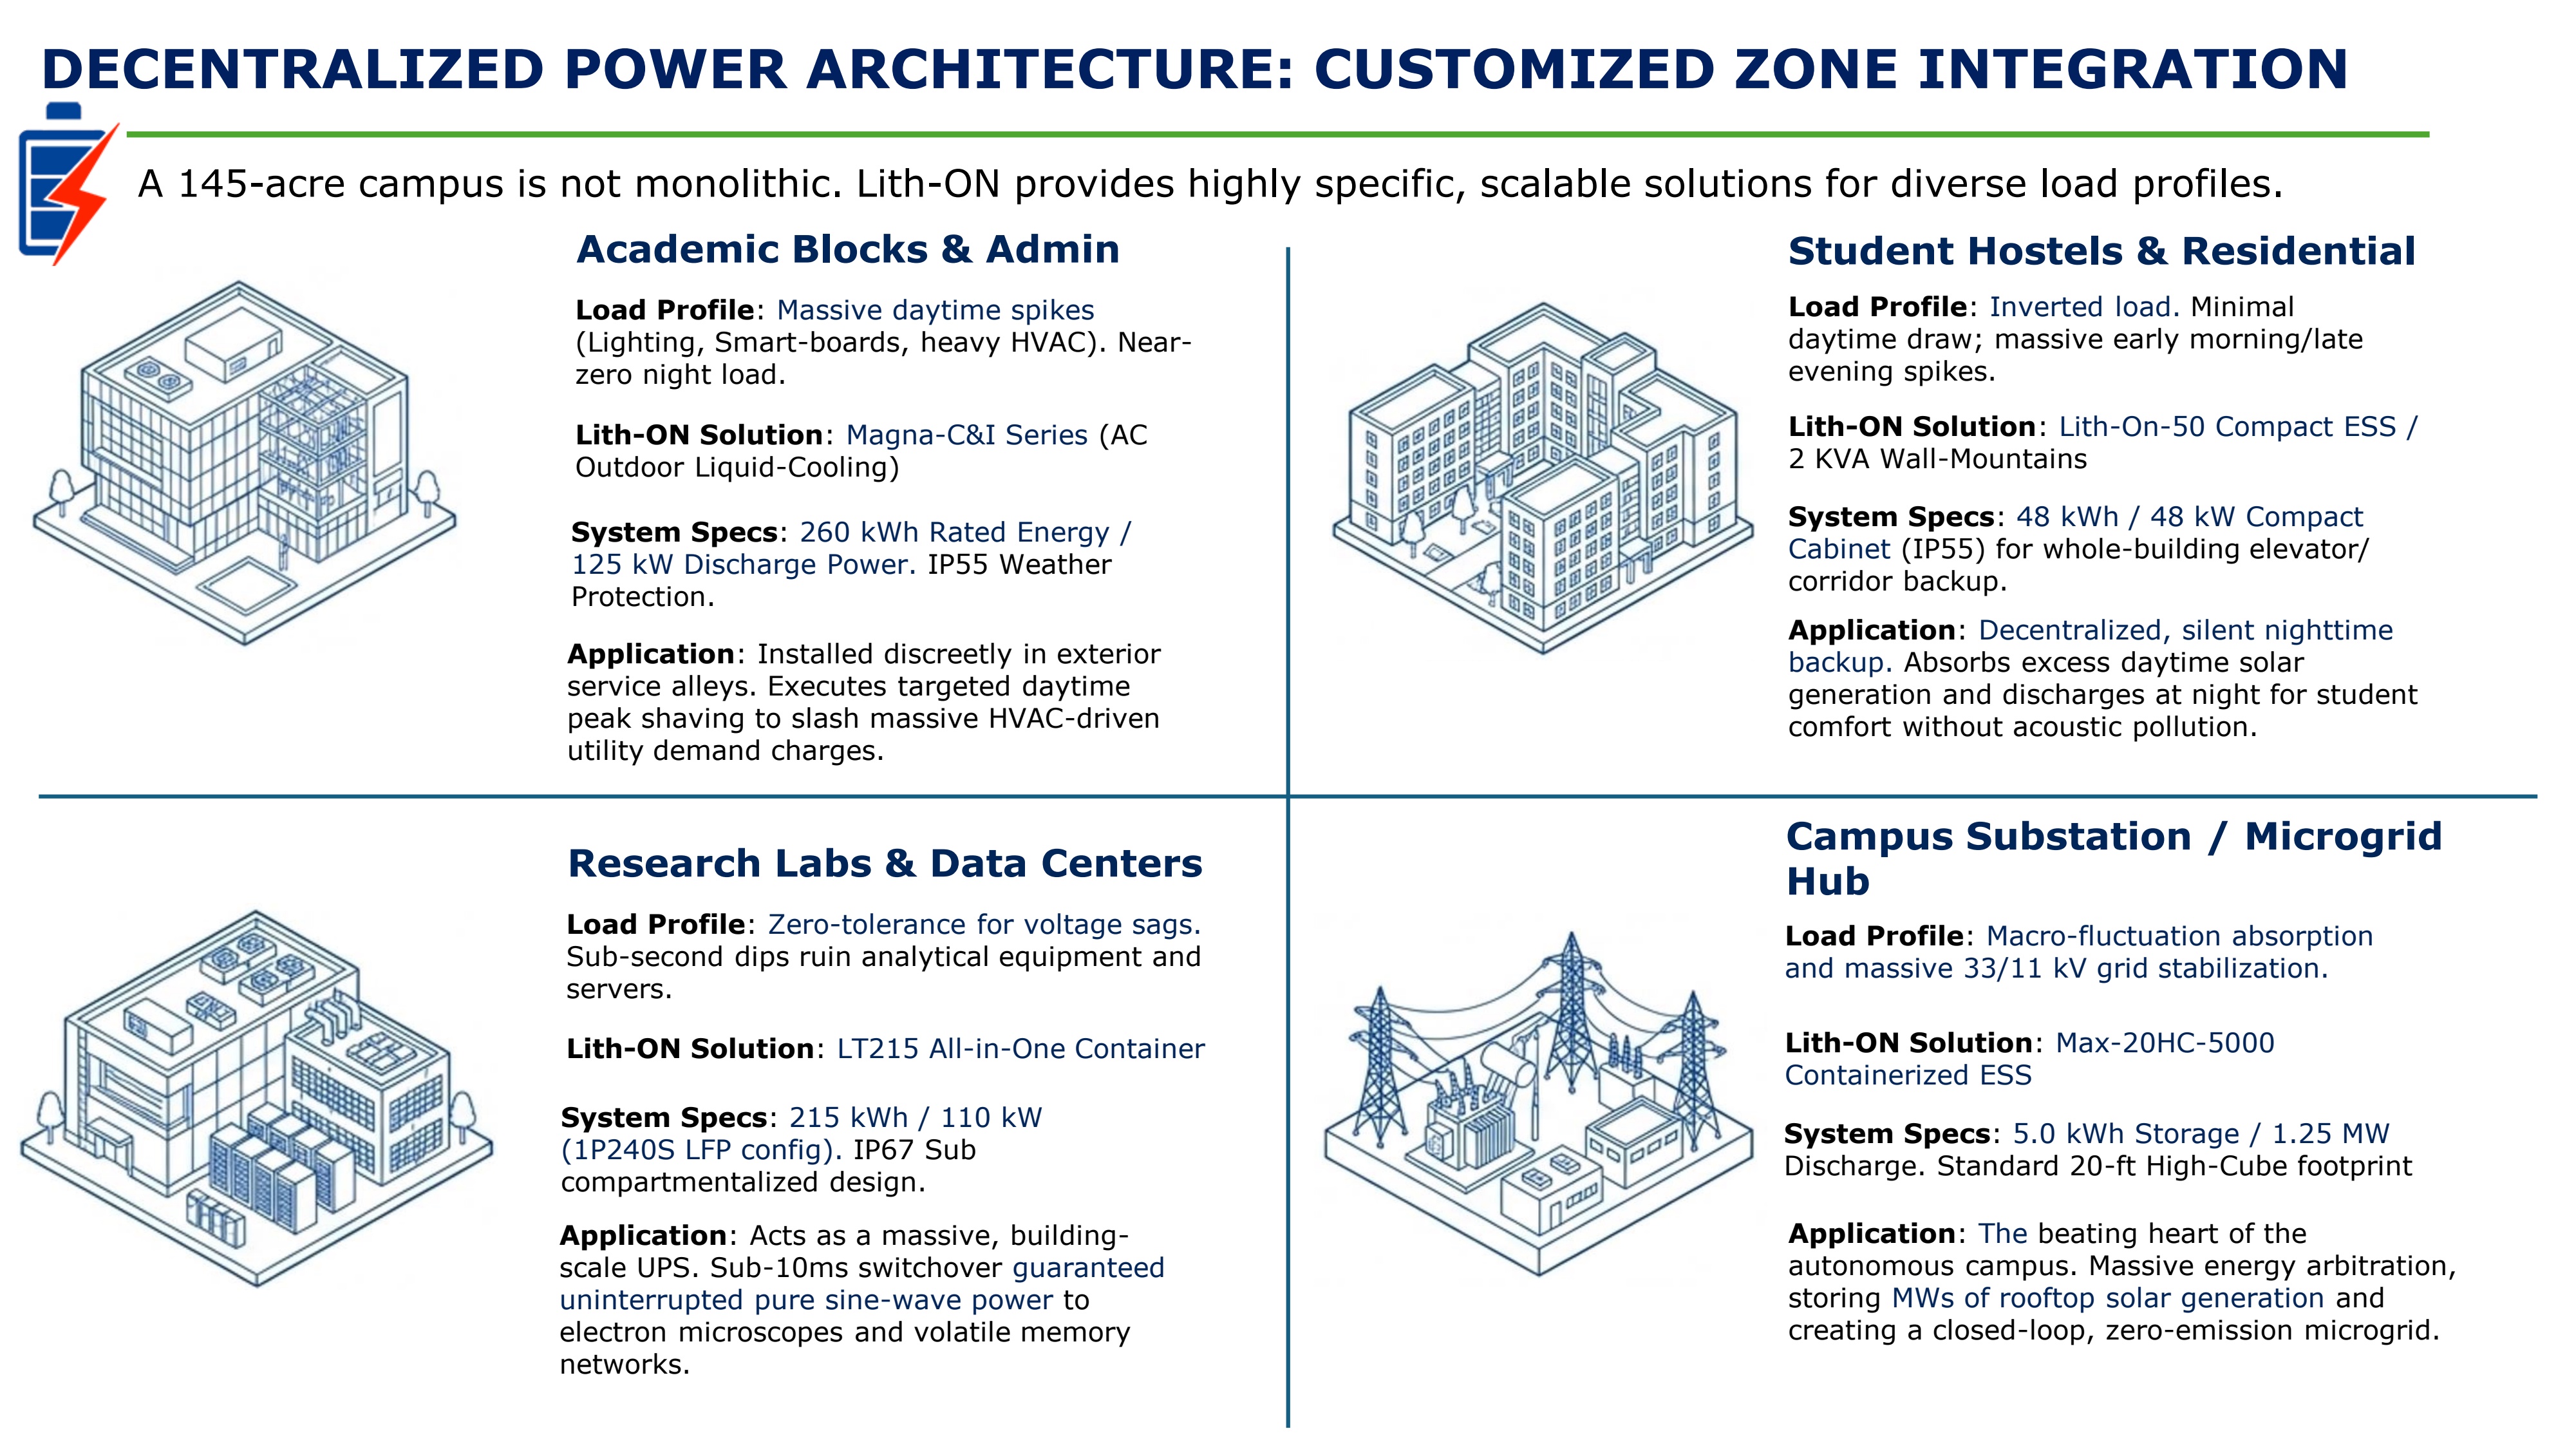 DECENTRALIZED POWER ARCHITECTURE: CUSTOMIZED ZONE INTEGRATION
A 145-acre campus is not monolithic. Lith-ON provides highly specific, scalable solutions for diverse load profiles.
Academic Blocks & Admin
Load Profile: Massive daytime spikes
(Lighting, Smart-boards, heavy HVAC). Near-
zero night load.
Lith-ON Solution: Magna-C&I Series (AC
Outdoor Liquid-Cooling)
System Specs: 260 kWh Rated Energy /
125 kW Discharge Power. IP55 Weather
Protection.
Application: Installed discreetly in exterior
service alleys. Executes targeted daytime
peak shaving to slash massive HVAC-driven
utility demand charges.
Student Hostels & Residential
Load Profile: Inverted load. Minimal
daytime draw; massive early morning/late
evening spikes.
Lith-ON Solution: Lith-On-50 Compact ESS /
2 KVA Wall-Mountains
System Specs: 48 kWh / 48 kW Compact
Cabinet (IP55) for whole-building elevator/
corridor backup.
Application: Decentralized, silent nighttime
backup. Absorbs excess daytime solar
generation and discharges at night for student
comfort without acoustic pollution.
Research Labs & Data Centers
Load Profile: Zero-tolerance for voltage sags.
Sub-second dips ruin analytical equipment and
servers.
Lith-ON Solution: LT215 All-in-One Container
System Specs: 215 kWh / 110 kW
(1P240S LFP config). IP67 Sub
compartmentalized design.
Application: Acts as a massive, building-
scale UPS. Sub-10ms switchover guaranteed
uninterrupted pure sine-wave power to
electron microscopes and volatile memory
networks.
Campus Substation / Microgrid
Hub
Load Profile: Macro-fluctuation absorption
and massive 33/11 kV grid stabilization.
Lith-ON Solution: Max-20HC-5000
Containerized ESS
System Specs: 5.0 kWh Storage / 1.25 MW
Discharge. Standard 20-ft High-Cube footprint
Application: The beating heart of the
autonomous campus. Massive energy arbitration,
storing MWs of rooftop solar generation and
creating a closed-loop, zero-emission microgrid.